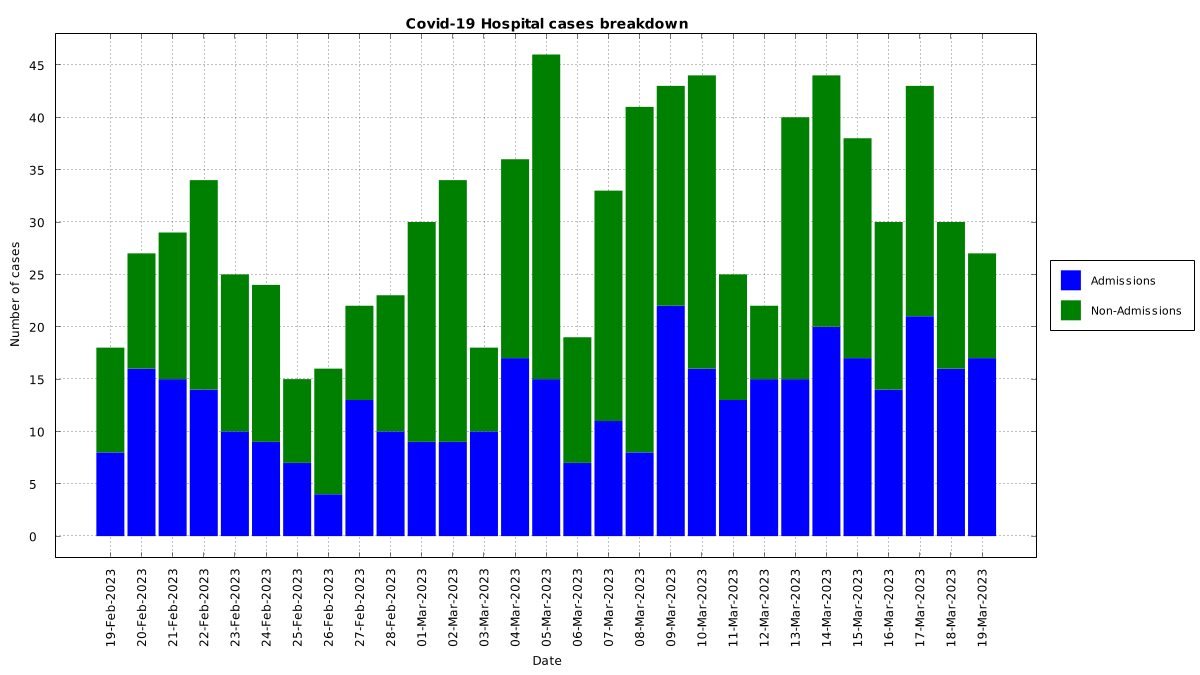 Covid-19 Hospital cases breakdown
45
40
35
30
25
20
15
10
5
0
Number of cases
19-Feb-2023
20-Feb-2023
21-Feb-2023
22-Feb-2023
23-Feb-2023
24-Feb-2023
25-Feb-2023
26-Feb-2023
27-Feb-2023
28-Feb-2023
01-Mar-2023
02-Mar-2023
03-Mar-2023
04-Mar-2023
05-Mar-2023
06-Mar-2023
07-Mar-2023
08-Mar-2023
09-Mar-2023
10-Mar-2023
11-Mar-2023
12-Mar-2023
13-Mar-2023
14-Mar-2023
15-Mar-2023
16-Mar-2023
17-Mar-2023
18-Mar-2023
19-Mar-2023
Date
Admissions
Non-Admissions